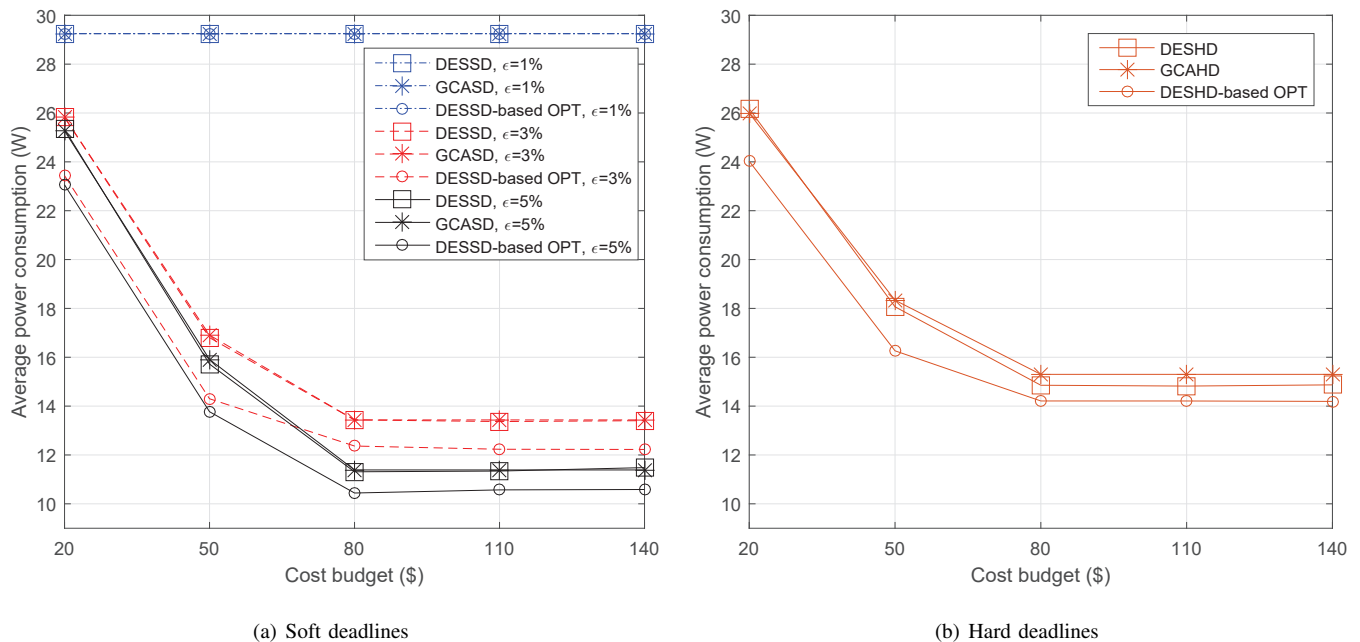 30
28
26
24
22
20
18
16
14
12
10
Average power consumption (W)
20
50
80
110
140
Cost budget ($)
DESSD, ϵ=1%
GCASD, ϵ=1%
DESSD-based OPT, ϵ=1%
DESSD, ϵ=3%
GCASD, ϵ=3%
DESSD-based OPT, ϵ=3%
DESSD, ϵ=5%
GCASD, ϵ=5%
DESSD-based OPT, ϵ=5%
(a) Soft deadlines
30
28
26
24
22
20
18
16
14
12
10
Average power consumption (W)
20
50
80
110
140
Cost budget ($)
DESHD
GCAHD
DESHD-based OPT
(b) Hard deadlines